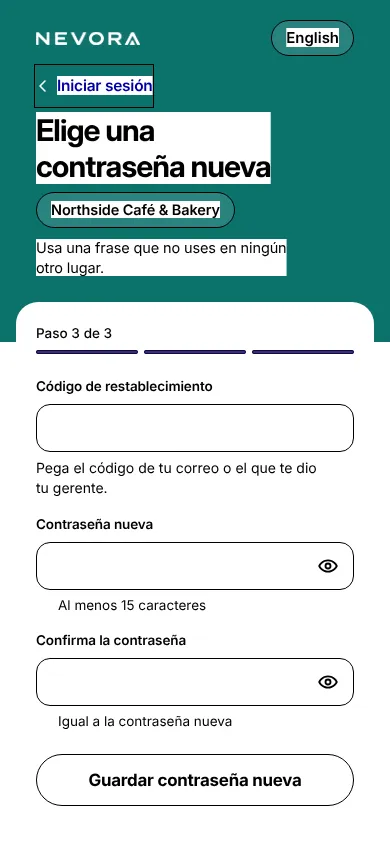 NEVORA
English
Iniciar sesión
Elige una
contraseña nueva
Northside Café & Bakery
Usa una frase que no uses en ningún
otro lugar.
Paso 3 de 3
Código de restablecimiento
Pega el código de tu correo o el que te dio
tu gerente.
Contraseña nueva
Al menos 15 caracteres
Confirma la contraseña
Igual a la contraseña nueva
Guardar contraseña nueva